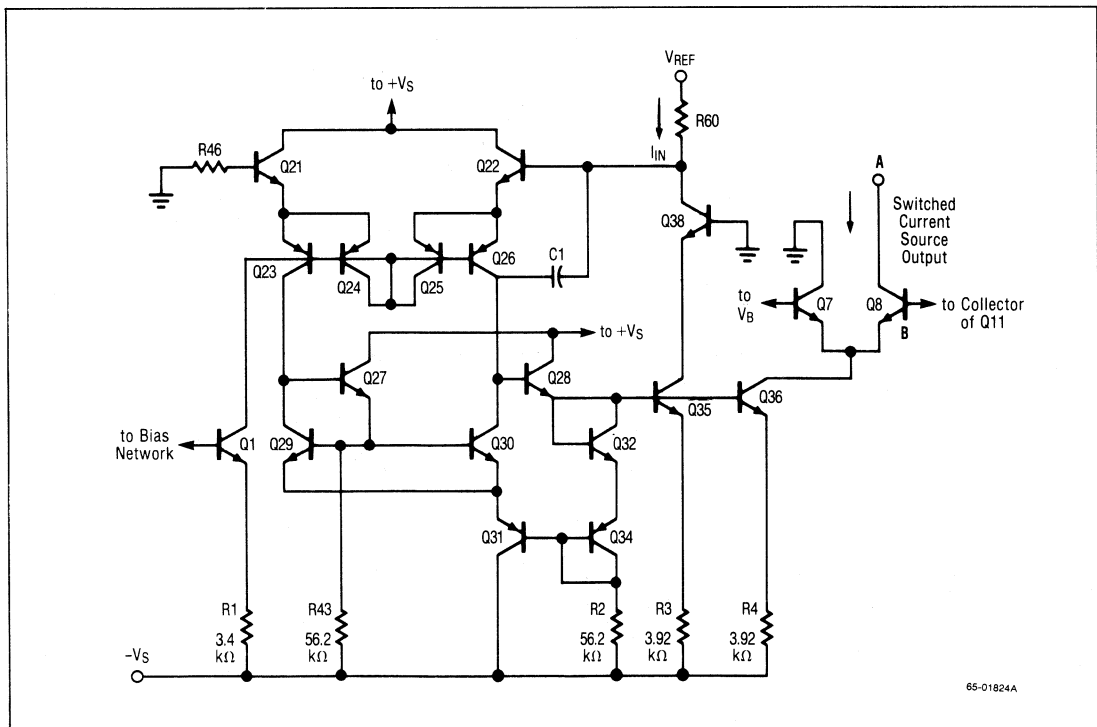 VREF
to +VS
R60
R46
Q21
Q22
IIN
A
Switched
Current
Source
Output
Q38
Q23
Q24
Q25
Q26
C1
to
VB
Q7
Q8
B
to Collector
of Q11
to +VS
Q27
Q28
Q35
Q36
to Bias
Network
Q1
Q29
Q30
Q32
Q31
Q34
R1
3.4
kΩ
R43
56.2
kΩ
R2
56.2
kΩ
R3
3.92
kΩ
R4
3.92
kΩ
–VS
65-01824A